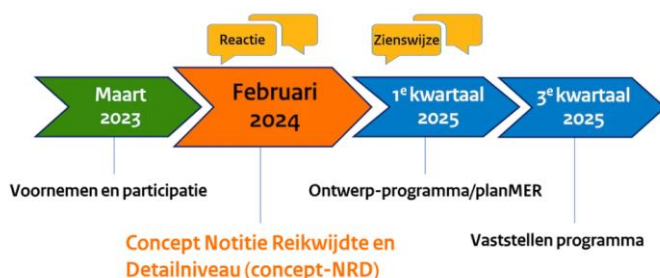 Reactie
Zienswijze
Maart
2023
Februari
2024
1e kwartaal
2025
3e kwartaal
2025
Voornemen en participatie
Ontwerp-programma/planMER
Concept Notitie Reikwijdte en
Detailniveau (concept-NRD)
Vaststellen programma